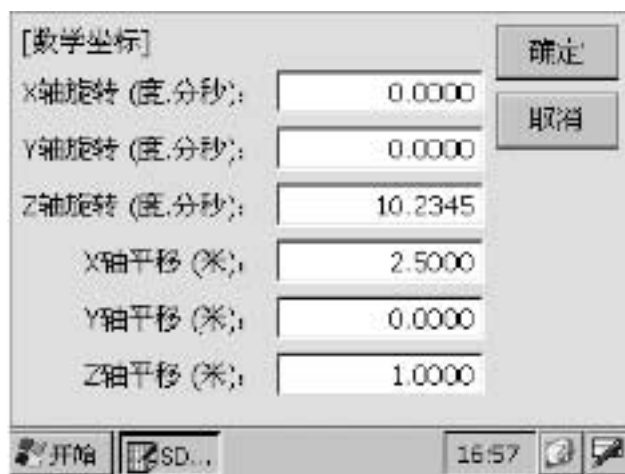 [数学坐标]
确定
X轴旋转 (度.分秒): 0.0000
取消
Y轴旋转 (度.分秒): 0.0000
Z轴旋转 (度.分秒): 10.2345
X轴平移 (米): 2.5000
Y轴平移 (米): 0.0000
Z轴平移 (米): 1.0000
开始 SD... 16:57